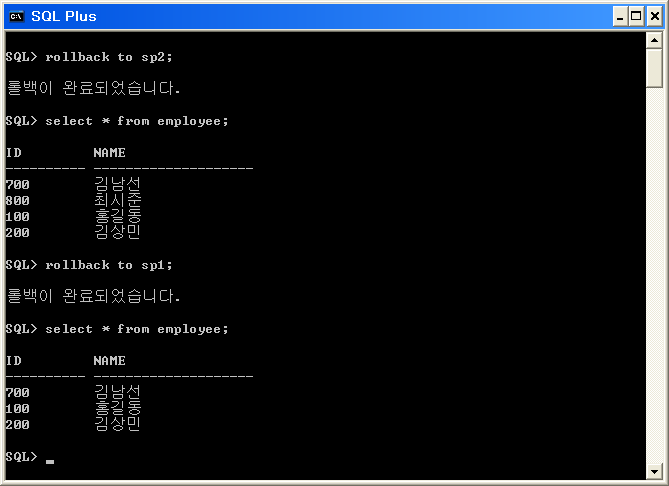 SQL Plus
SQL> rollback to sp2;
롤백이 완료되었습니다.
SQL> select * from employee;
ID         NAME
---------- --------------------
700        김남선
800        최시준
100        홍길동
200        김상민
SQL> rollback to sp1;
롤백이 완료되었습니다.
SQL> select * from employee;
ID         NAME
---------- --------------------
700        김남선
100        홍길동
200        김상민
SQL> _